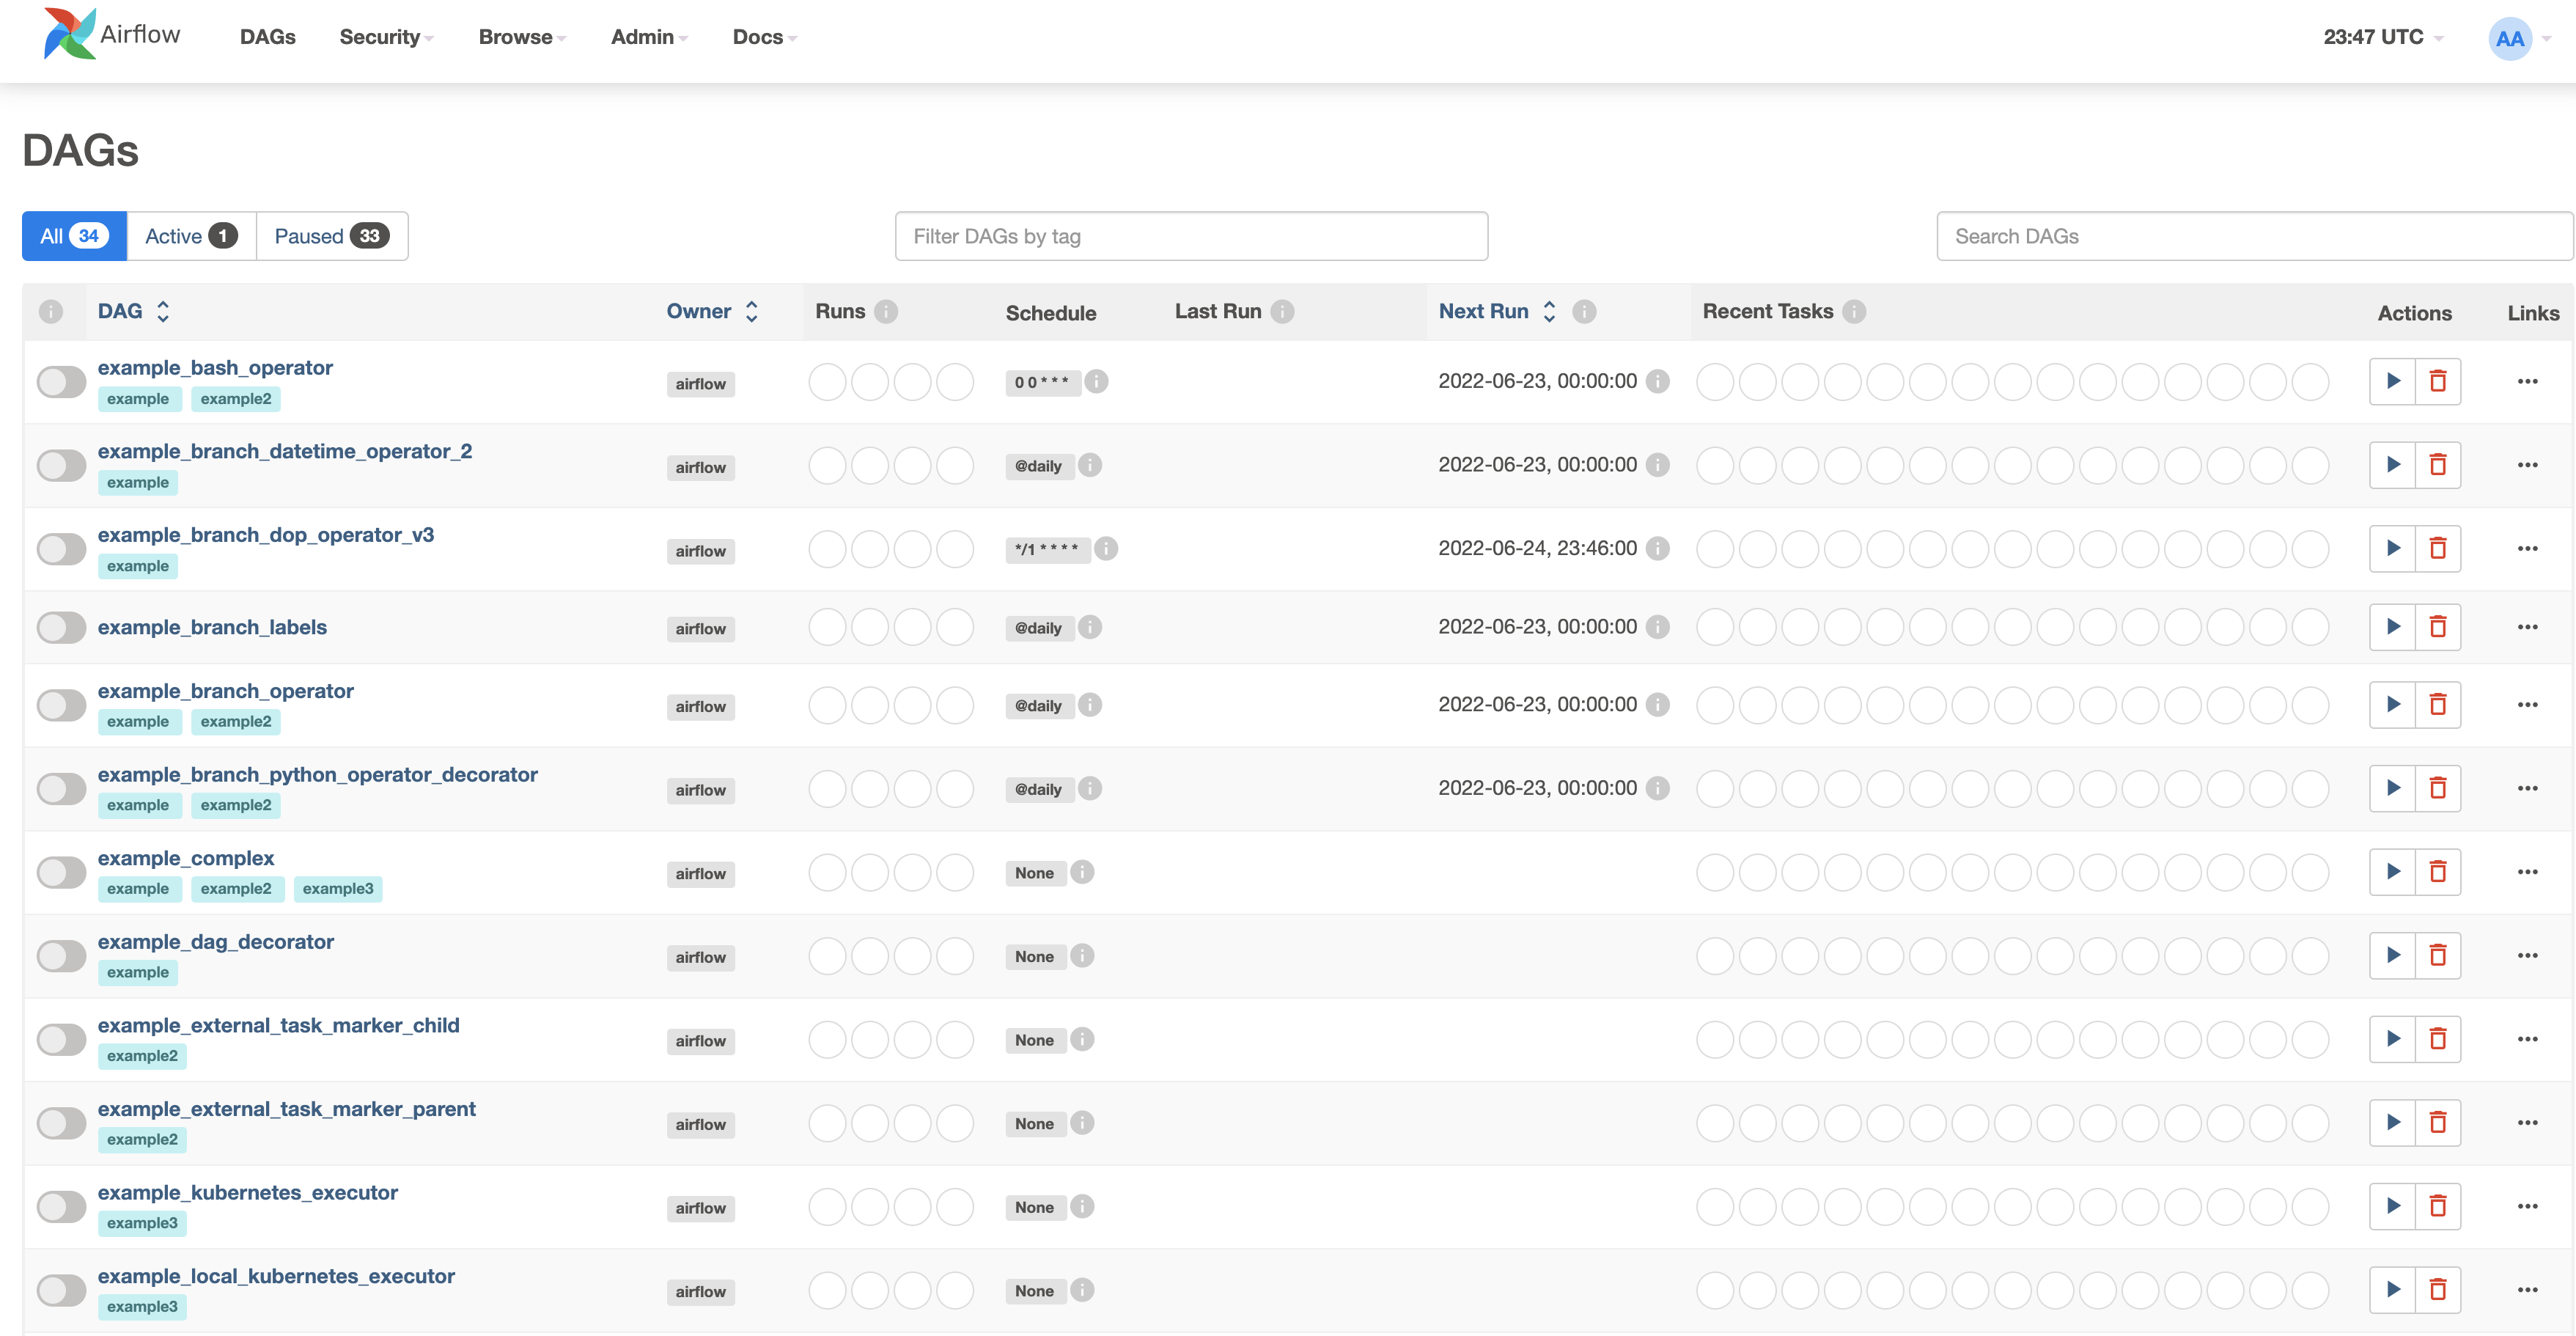 Airflow DAGs Security Browse Admin Docs 23:47 UTC AA
DAGs
All 34 Active 1 Paused 33 Filter DAGs by tag Search DAGs
DAG Owner Runs Schedule Last Run Next Run Recent Tasks Actions Links
example_bash_operator airflow 0 0 * * * 2022-06-23, 00:00:00
example example2
example_branch_datetime_operator_2 airflow @daily 2022-06-23, 00:00:00
example
example_branch_dop_operator_v3 airflow */1 * * * * 2022-06-24, 23:46:00
example
example_branch_labels airflow @daily 2022-06-23, 00:00:00
example_branch_operator airflow @daily 2022-06-23, 00:00:00
example example2
example_branch_python_operator_decorator airflow @daily 2022-06-23, 00:00:00
example example2
example_complex airflow None
example example2 example3
example_dag_decorator airflow None
example
example_external_task_marker_child airflow None
example2
example_external_task_marker_parent airflow None
example2
example_kubernetes_executor airflow None
example3
example_local_kubernetes_executor airflow None
example3